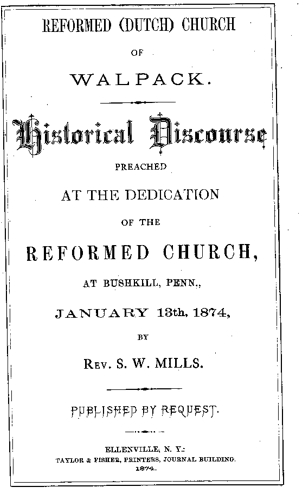 REFORMED (DUTCH) CHURCH
OF
WALPACK.
Historical Discourse
PREACHED
AT THE DEDICATION
OF THE
REFORMED CHURCH,
AT BUSHKILL, PENN.,
JANUARY 13th, 1874,
BY
REV. S. W. MILLS.
PUBLISHED BY REQUEST.
ELLENVILLE, N. Y.:
TAYLOR & FISHER, PRINTERS, JOURNAL BUILDING.
1874.